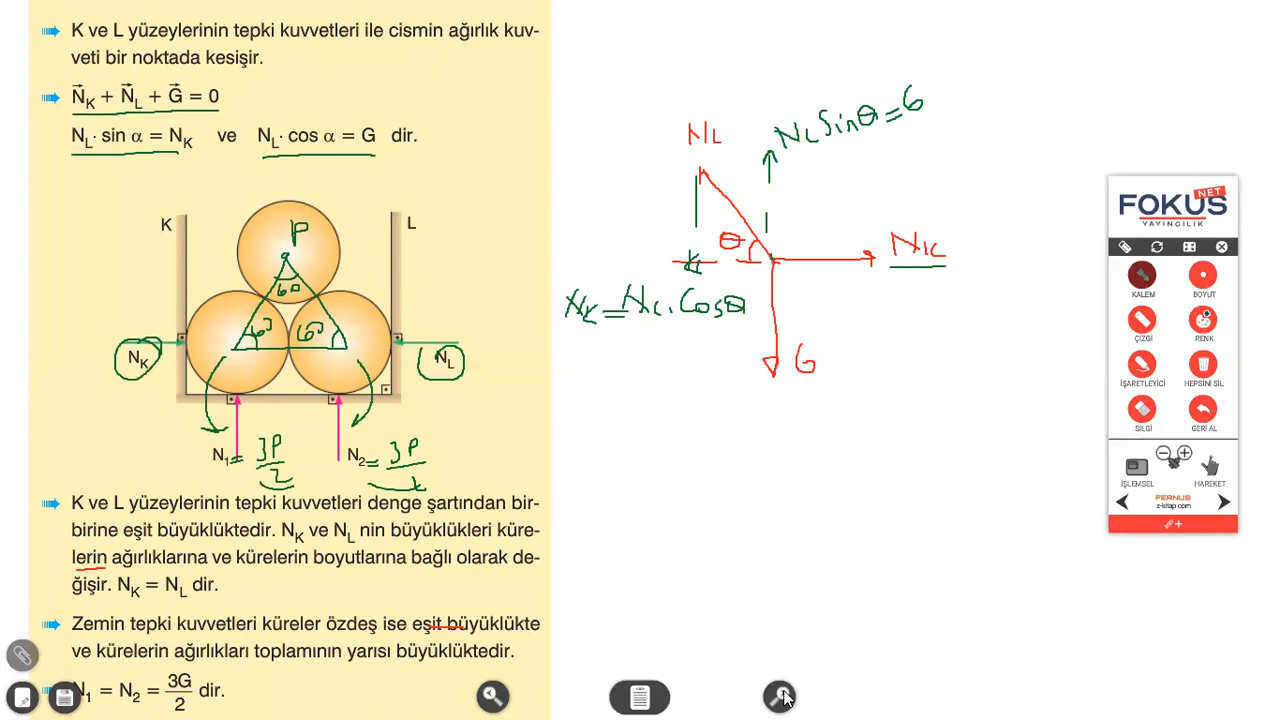 K ve L yüzeylerinin tepki kuvvetleri ile cismin ağırlık kuv-
veti bir noktada kesişir.
N⃗K + N⃗L + G⃗ = 0
NL· sin α = NK ve NL· cos α = G dir.
K
L
P
60
60
60
NK
NL
N1 = 3P/2
N2 = 3P/2
K ve L yüzeylerinin tepki kuvvetleri denge şartından bir-
birine eşit büyüklüktedir. NK ve NL nin büyüklükleri küre-
lerin ağırlıklarına ve kürelerin boyutlarına bağlı olarak de-
ğişir. NK = NL dir.
Zemin tepki kuvvetleri küreler özdeş ise eşit büyüklükte
ve kürelerin ağırlıkları toplamının yarısı büyüklüktedir.
N1 = N2 = 3G/2 dir.
NL
NL Sinθ = G
θ
NK
NK = NL. Cosθ
G
FOKUS
NET
YAYINCILIK
KALEM
BOYUT
ÇİZGİ
RENK
İŞARETLEYİCİ
HEPSİNİ SİL
SİLGİ
GERİ AL
İŞLEMSEL
HAREKET
PERNUS
z-kitap.com